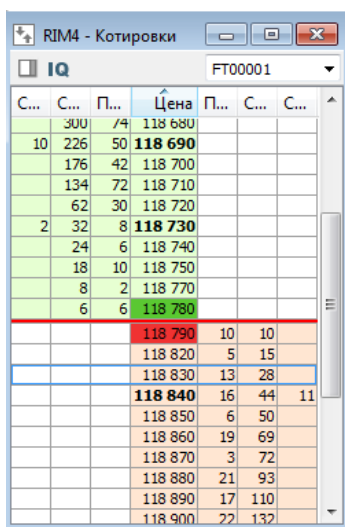 RIM4 - Котировки
IQ FT00001
С... С... П... Цена П... С... С...
300 74 118 680
10 226 50 118 690
176 42 118 700
134 72 118 710
62 30 118 720
2 32 8 118 730
24 6 118 740
18 10 118 750
8 2 118 770
6 6 118 780
118 790 10 10
118 820 5 15
118 830 13 28
118 840 16 44 11
118 850 6 50
118 860 19 69
118 870 3 72
118 880 21 93
118 890 17 110
118 900 22 132